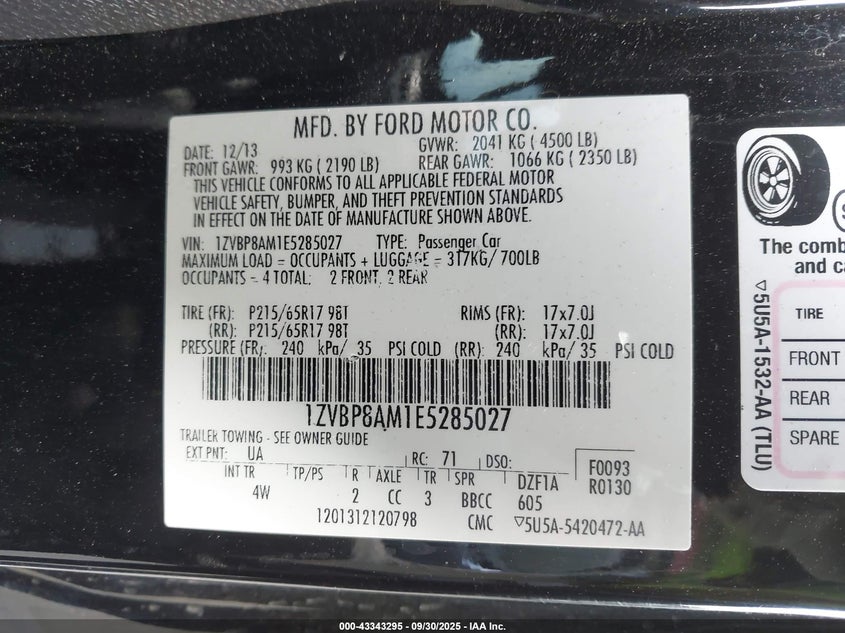 MFD. BY FORD MOTOR CO.
DATE: 12/13
GVWR: 2041 KG ( 4500 LB)
FRONT GAWR: 993 KG ( 2190 LB)
REAR GAWR: 1066 KG ( 2350 LB)
THIS VEHICLE CONFORMS TO ALL APPLICABLE FEDERAL MOTOR
VEHICLE SAFETY, BUMPER, AND THEFT PREVENTION STANDARDS
IN EFFECT ON THE DATE OF MANUFACTURE SHOWN ABOVE.
VIN: 1ZVBP8AM1E5285027 TYPE: Passenger Car
MAXIMUM LOAD = OCCUPANTS + LUGGAGE = 317KG/ 700LB
OCCUPANTS = 4 TOTAL; 2 FRONT, 2 REAR
TIRE (FR): P215/65R17 98T RIMS (FR): 17x7.0J
(RR): P215/65R17 98T (RR): 17x7.0J
PRESSURE (FR): 240 kPa/ 35 PSI COLD (RR): 240 kPa/ 35 PSI COLD
1ZVBP8AM1E5285027
TRAILER TOWING - SEE OWNER GUIDE
EXT PNT: UA RC: 71 DSO: F0093
R0130
INT TR TP/PS R AXLE TR SPR DZF1A
4W 2 CC 3 BBCC 605
1201312120798 CMC ▽5U5A-5420472-AA
The comb
and ca
▽5U5A-1532-AA (TLU)
TIRE
FRONT
REAR
SPARE
000-43343295 - 09/30/2025 - IAA Inc.